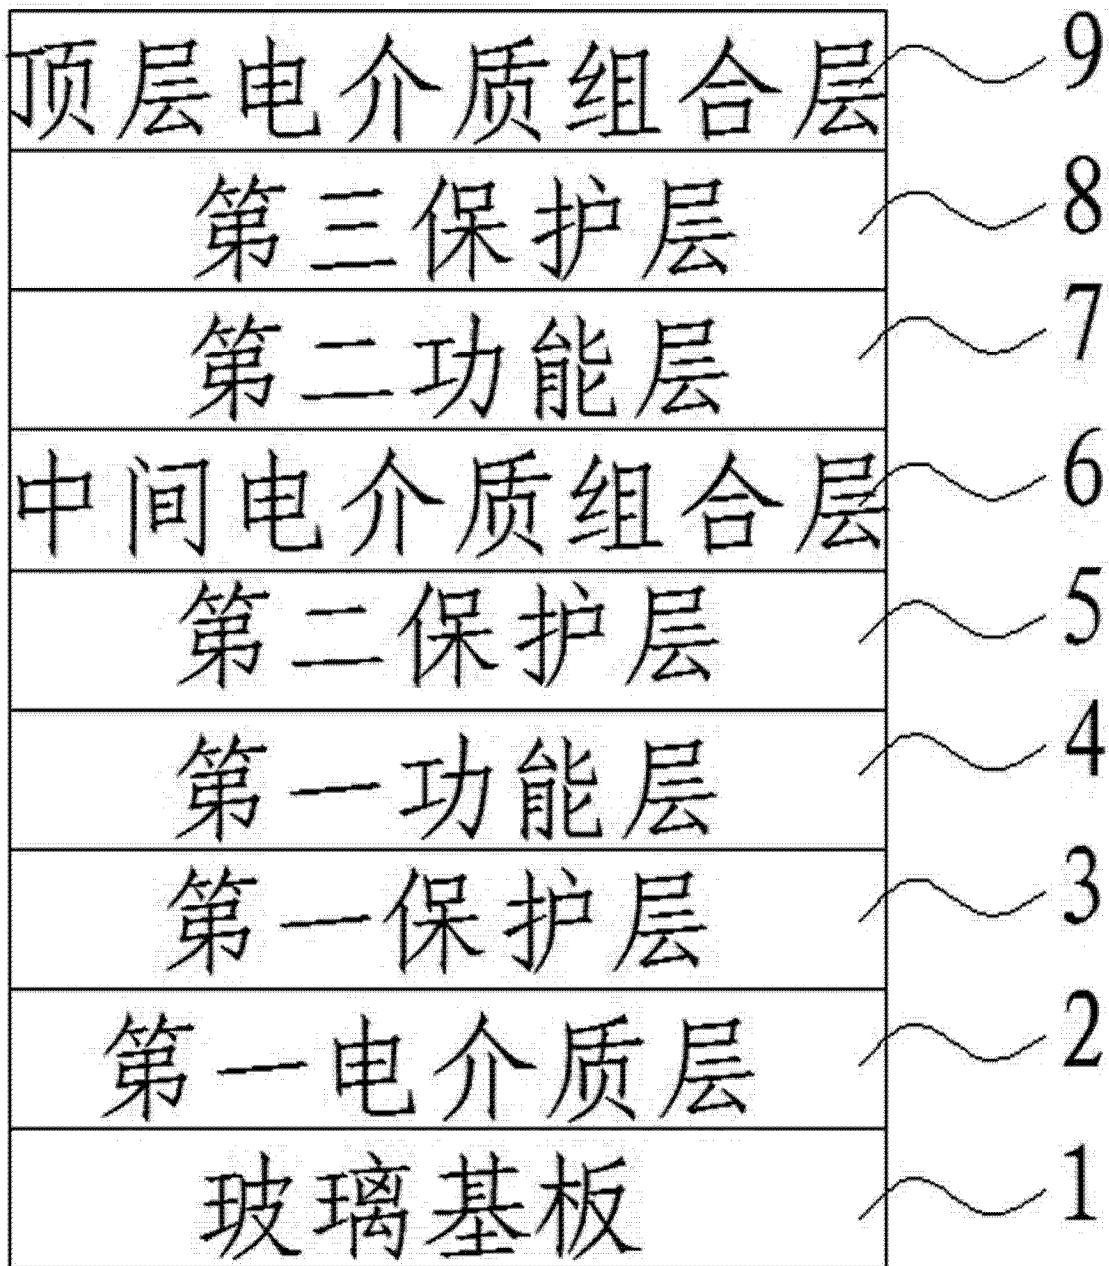 顶层电介质组合层 9
第三保护层 8
第二功能层 7
中间电介质组合层 6
第二保护层 5
第一功能层 4
第一保护层 3
第一电介质层 2
玻璃基板 1